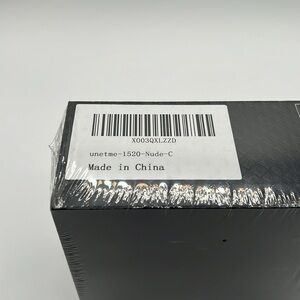 X003QXLZZD
unetme-1520-Nude-C
Made in China